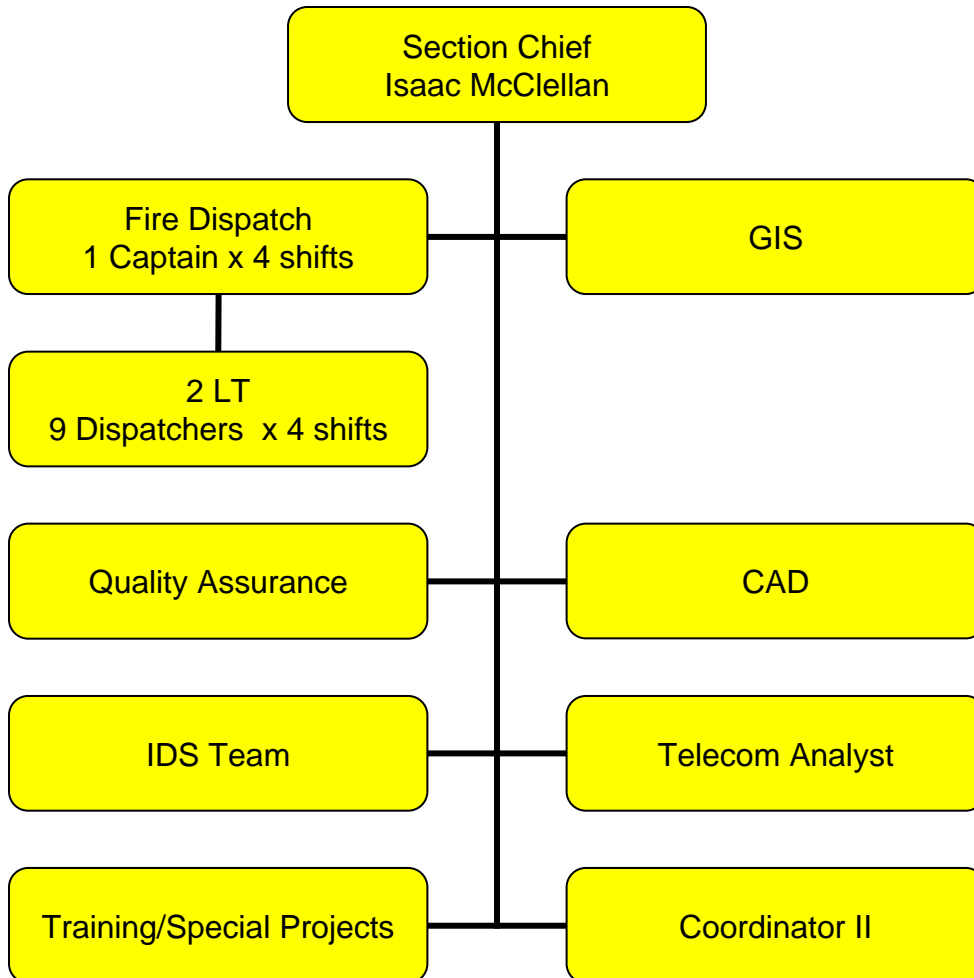 Section Chief
Isaac McClellan
Fire Dispatch
1 Captain x 4 shifts
GIS
2 LT
9 Dispatchers  x 4 shifts
Quality Assurance
CAD
IDS Team
Telecom Analyst
Training/Special Projects
Coordinator II